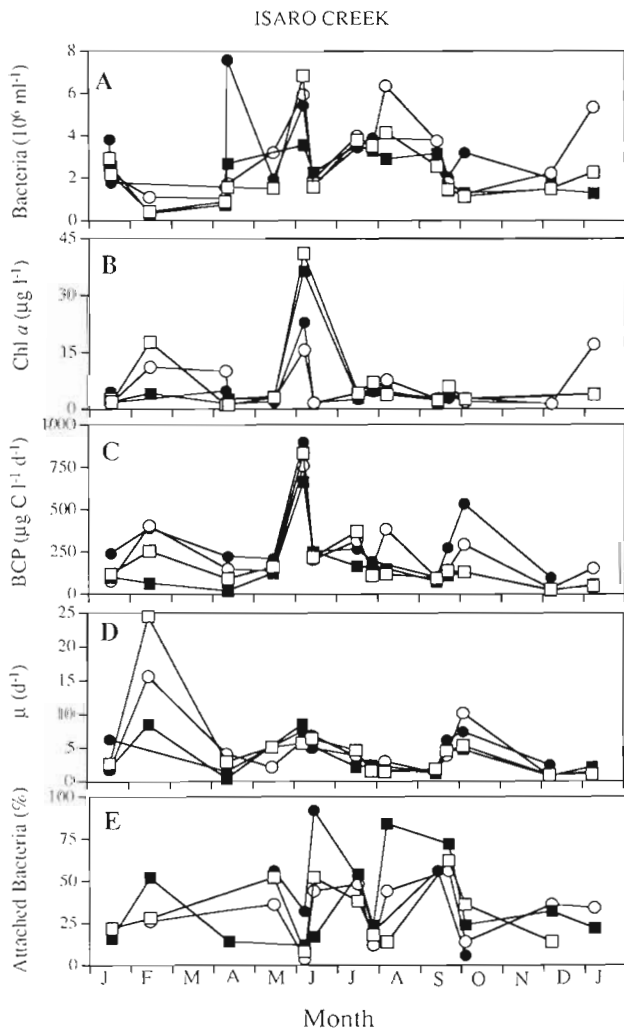 ISARO CREEK
A
Bacteria (10⁶ ml⁻¹)
8
6
4
2
0
B
Chl a (µg l⁻¹)
45
30
15
0
C
BCP (µg C l⁻¹ d⁻¹)
1000
750
500
250
0
D
µ (d⁻¹)
25
20
15
10
5
0
E
Attached Bacteria (%)
100
75
50
25
0
J F M A M J J A S O N D J
Month